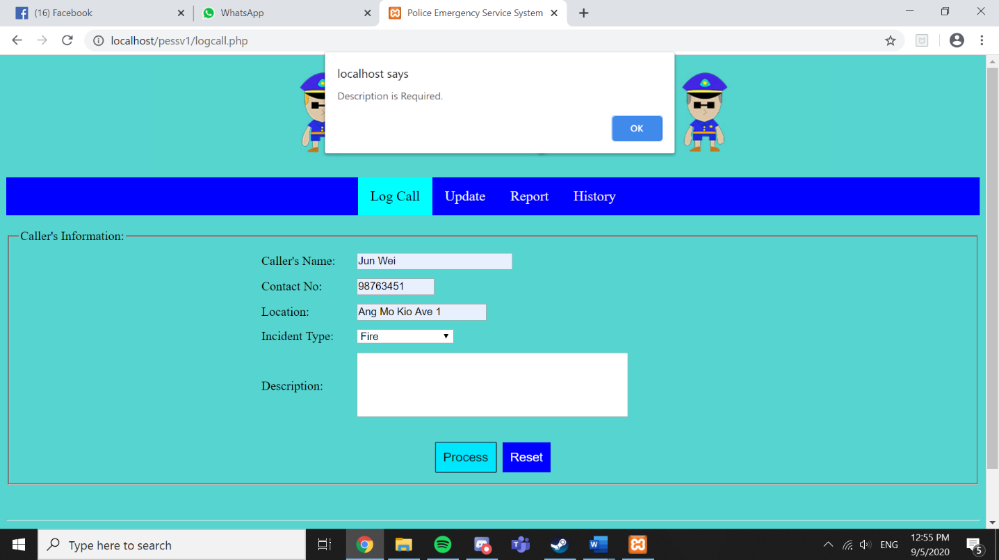 (16) Facebook
WhatsApp
Police Emergency Service System
localhost/pessv1/logcall.php
localhost says
Description is Required.
OK
Log Call Update Report History
Caller's Information:
Caller's Name: Jun Wei
Contact No: 98763451
Location: Ang Mo Kio Ave 1
Incident Type: Fire
Description:
Process Reset
Type here to search
ENG
12:55 PM
9/5/2020
5